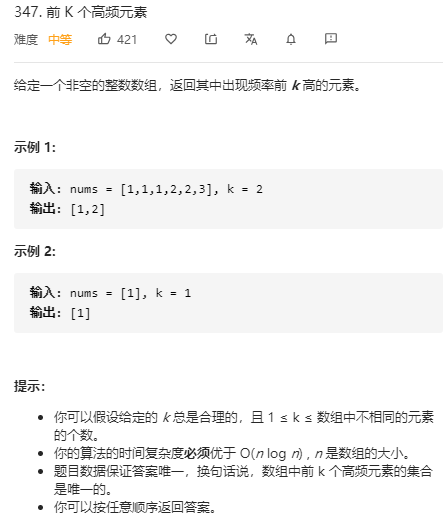 347. 前 K 个高频元素
难度 中等 421
给定一个非空的整数数组，返回其中出现频率前 k 高的元素。
示例 1:
输入: nums = [1,1,1,2,2,3], k = 2
输出: [1,2]
示例 2:
输入: nums = [1], k = 1
输出: [1]
提示：
• 你可以假设给定的 k 总是合理的，且 1 ≤ k ≤ 数组中不相同的元素
的个数。
• 你的算法的时间复杂度必须优于 O(n log n) , n 是数组的大小。
• 题目数据保证答案唯一，换句话说，数组中前 k 个高频元素的集合
是唯一的。
• 你可以按任意顺序返回答案。